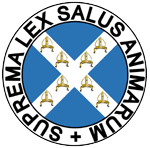 SUPREMA LEX SALUS ANIMARUM +